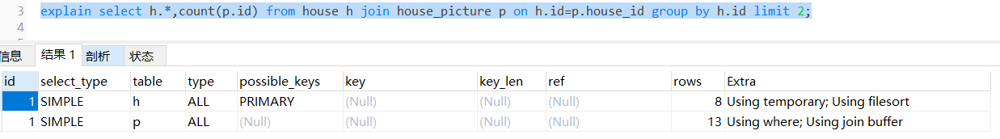 3 explain select h.*,count(p.id) from house h join house_picture p on h.id=p.house_id group by h.id limit 2;
4
信息 结果 1 剖析 状态
id select_type table type possible_keys key key_len ref rows Extra
1 SIMPLE h ALL PRIMARY (Null) (Null) (Null) 8 Using temporary; Using filesort
1 SIMPLE p ALL (Null) (Null) (Null) (Null) 13 Using where; Using join buffer